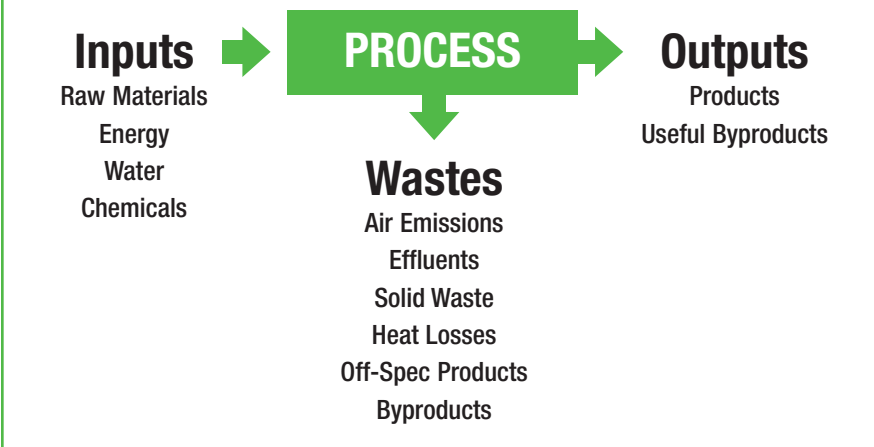 Inputs
Raw Materials
Energy
Water
Chemicals
PROCESS
Wastes
Air Emissions
Effluents
Solid Waste
Heat Losses
Off-Spec Products
Byproducts
Outputs
Products
Useful Byproducts